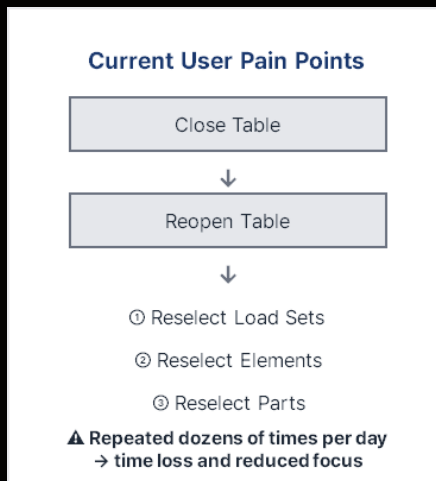 Current User Pain Points
Close Table
↓
Reopen Table
↓
① Reselect Load Sets
② Reselect Elements
③ Reselect Parts
⚠ Repeated dozens of times per day
→ time loss and reduced focus